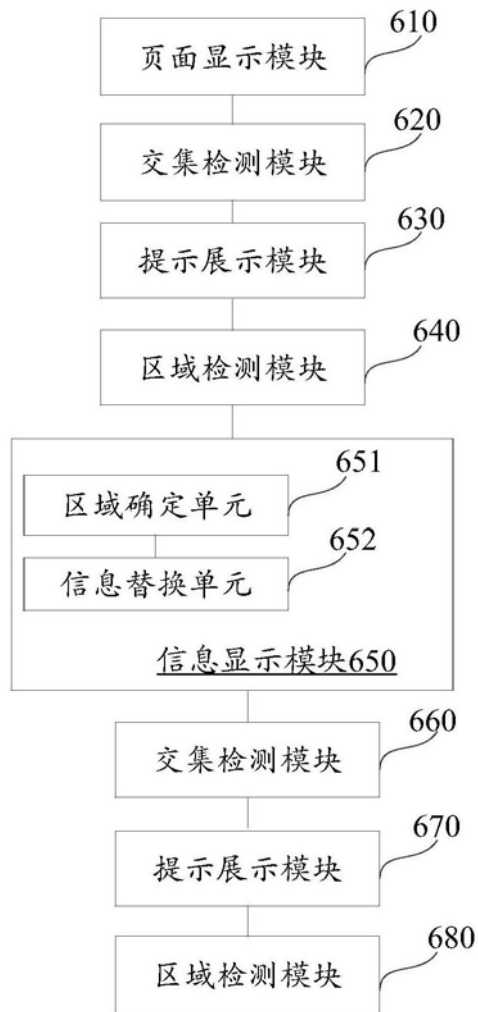 610
页面显示模块
620
交集检测模块
630
提示展示模块
640
区域检测模块
651
区域确定单元
652
信息替换单元
信息显示模块650
660
交集检测模块
670
提示展示模块
680
区域检测模块